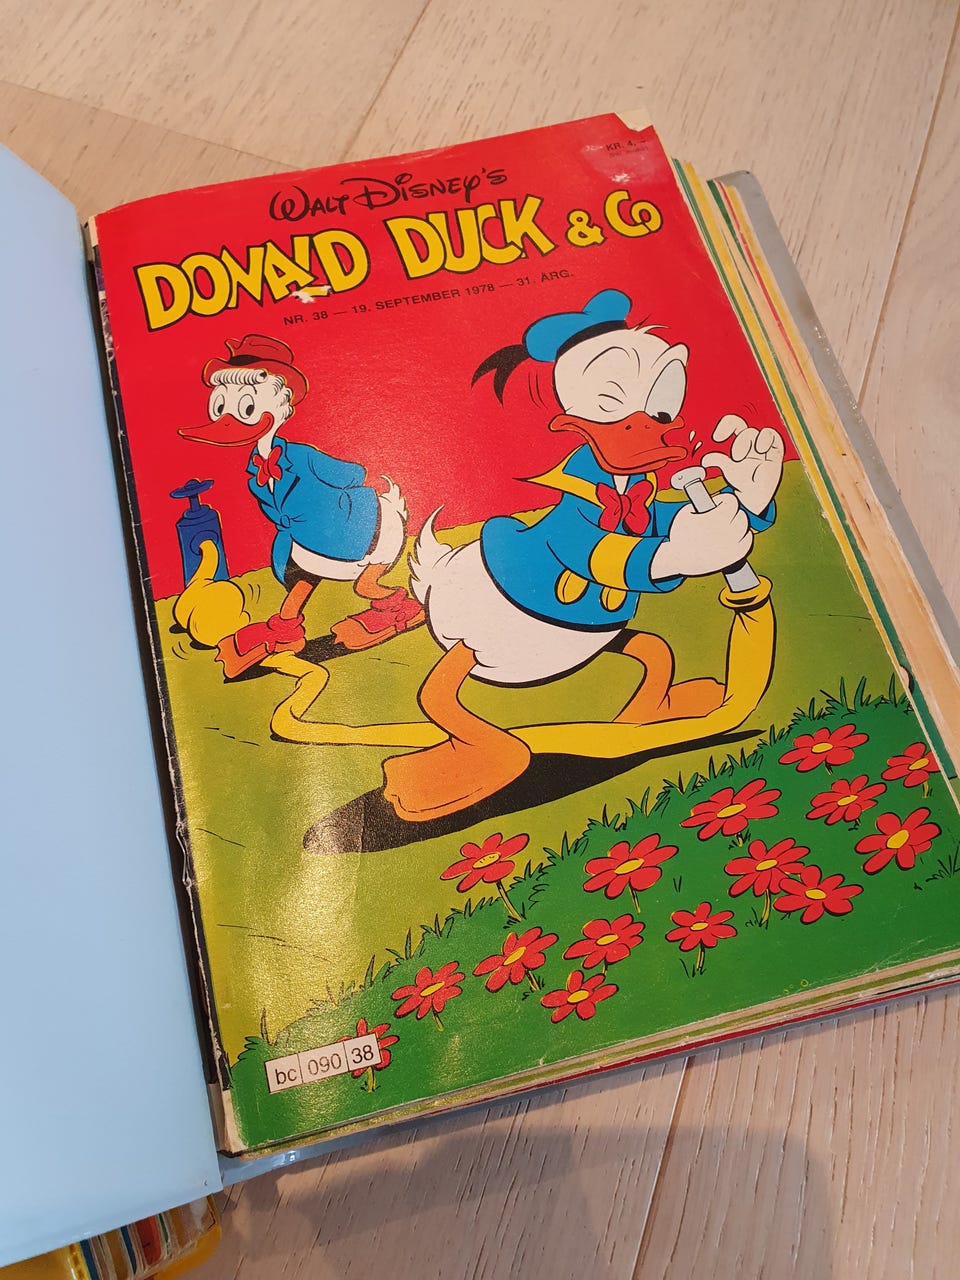 KR. 4,
WALT DISNEY'S
DONALD DUCK & Co
NR. 38 — 19. SEPTEMBER 1978 — 31. ÅRG.
bc 090 38